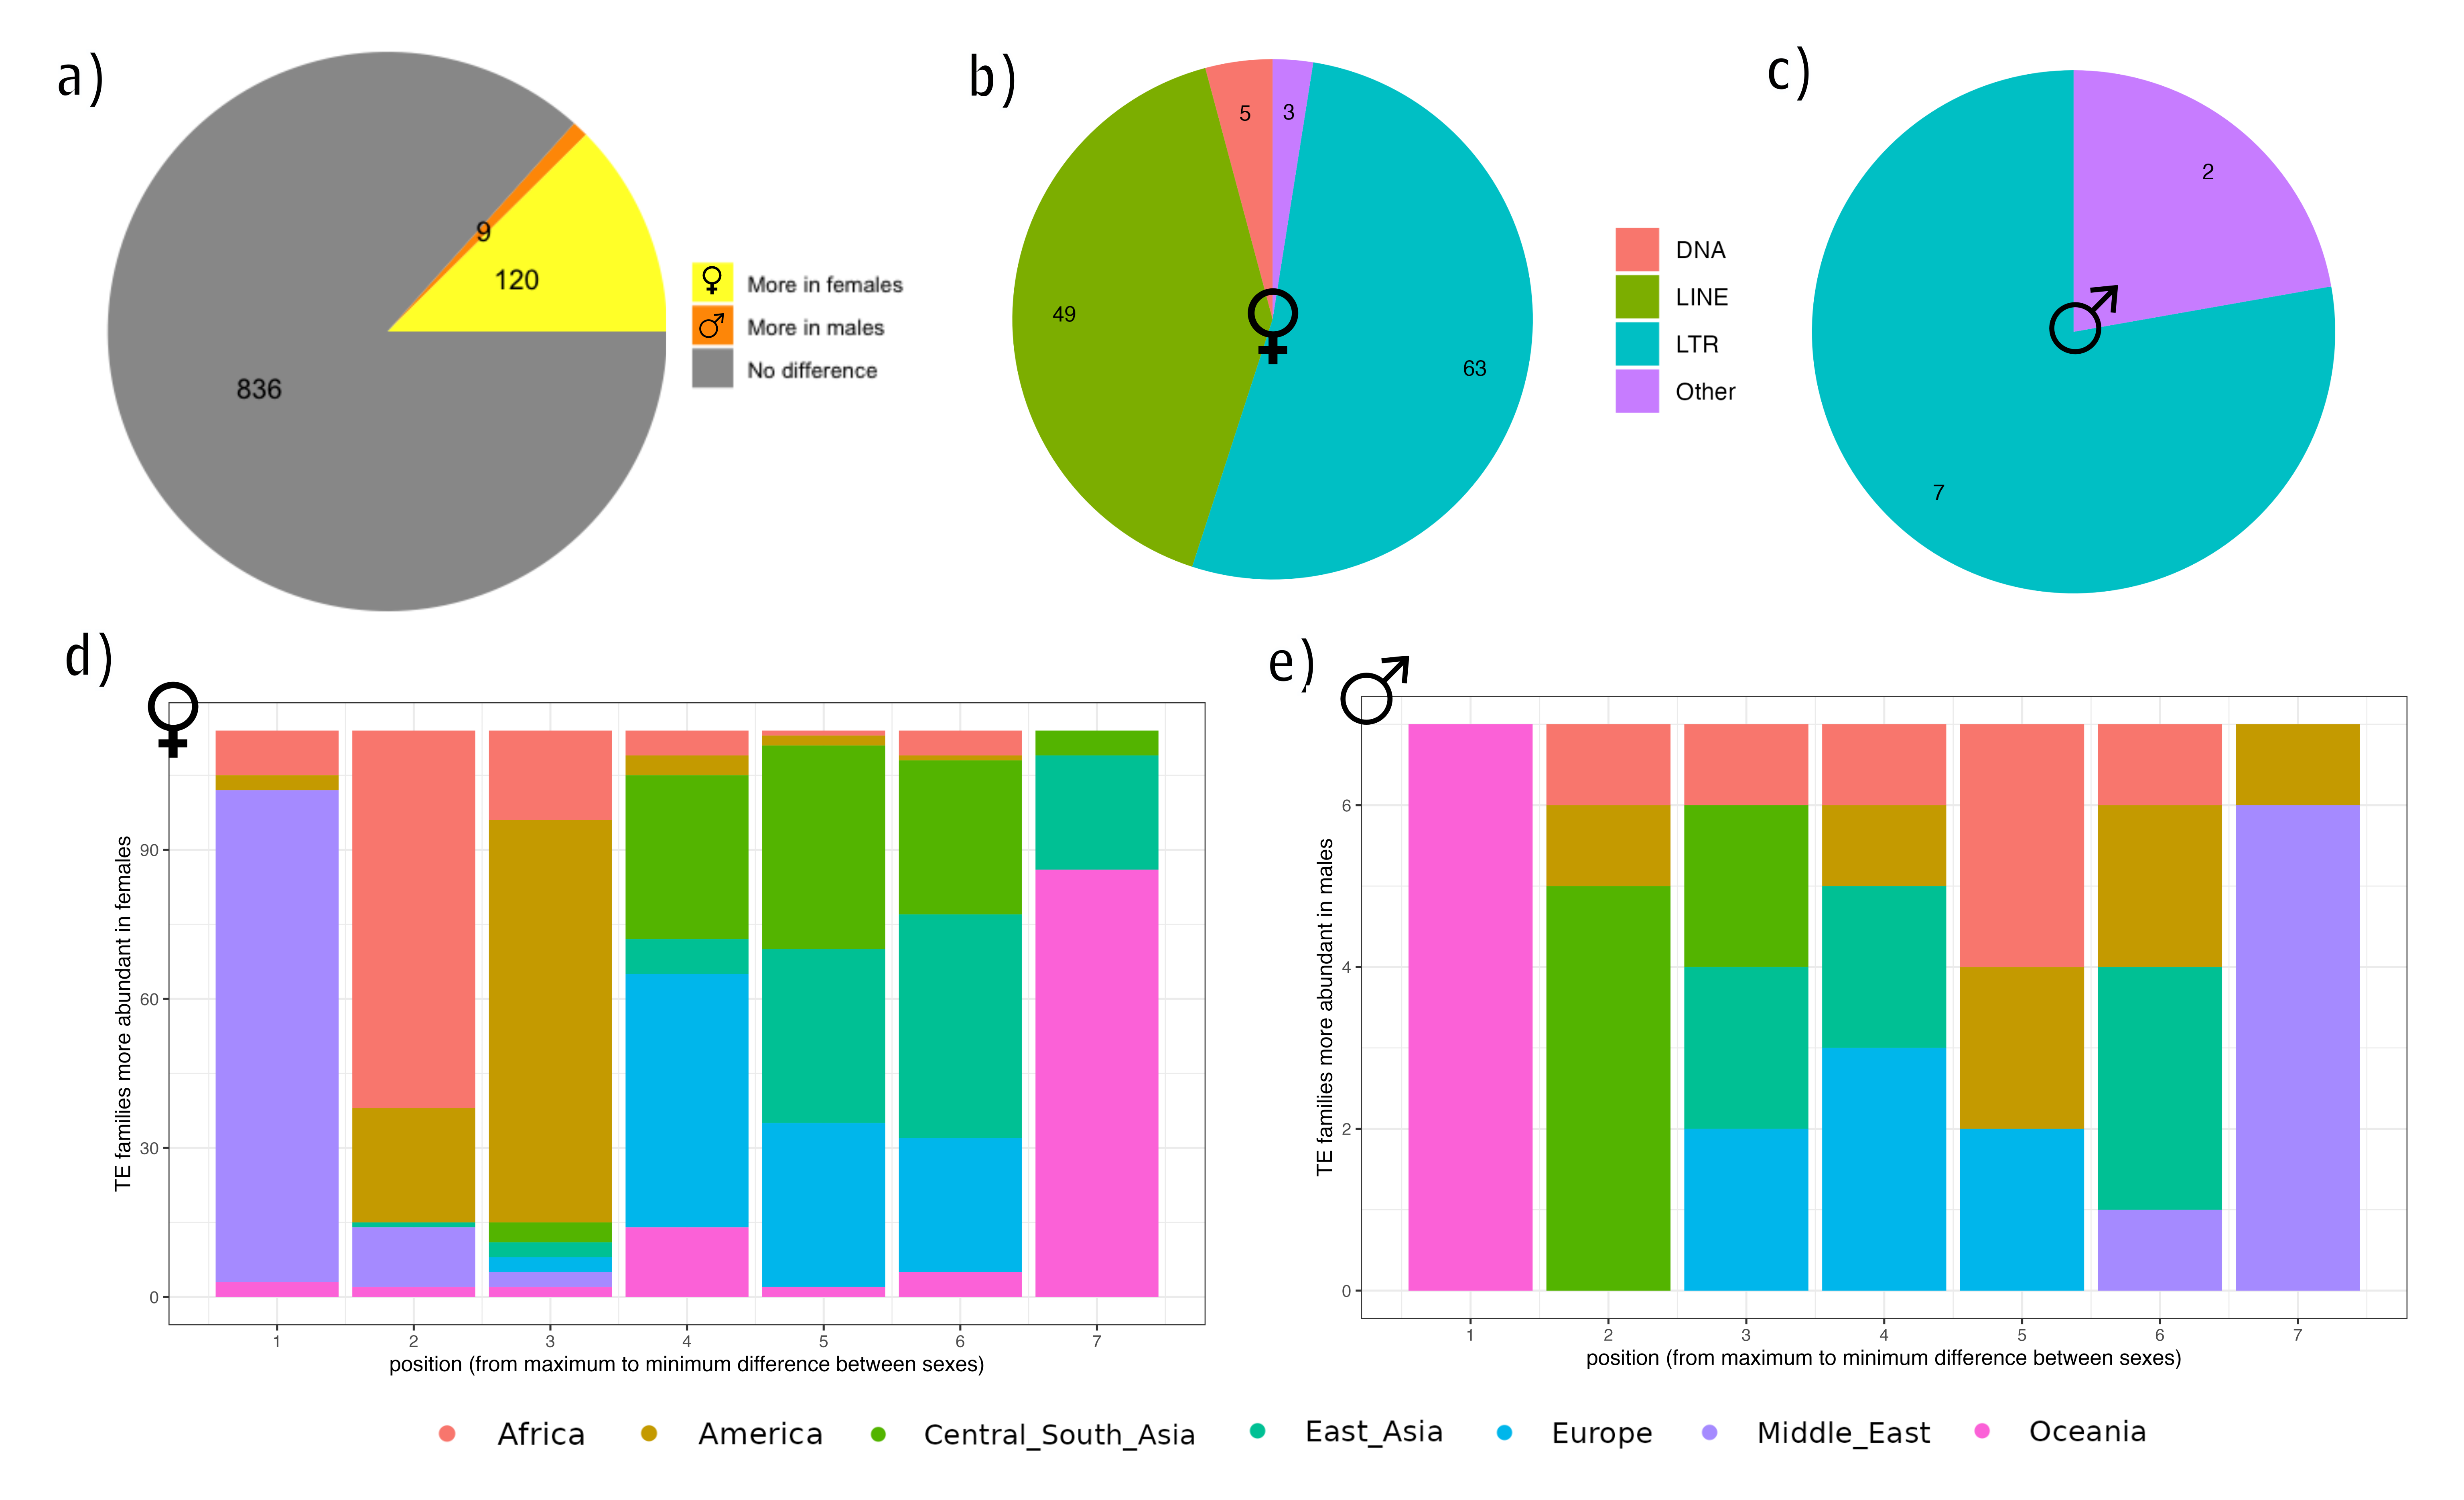 a)
9
120
836
♀ More in females
♂ More in males
No difference
b)
5
3
49
63
♀
DNA
LINE
LTR
Other
c)
2
7
♂
d)
♀
TE families more abundant in females
90
60
30
0
1 2 3 4 5 6 7
position (from maximum to minimum difference between sexes)
e)
♂
TE families more abundant in males
6
4
2
0
1 2 3 4 5 6 7
position (from maximum to minimum difference between sexes)
Africa America Central_South_Asia East_Asia Europe Middle_East Oceania